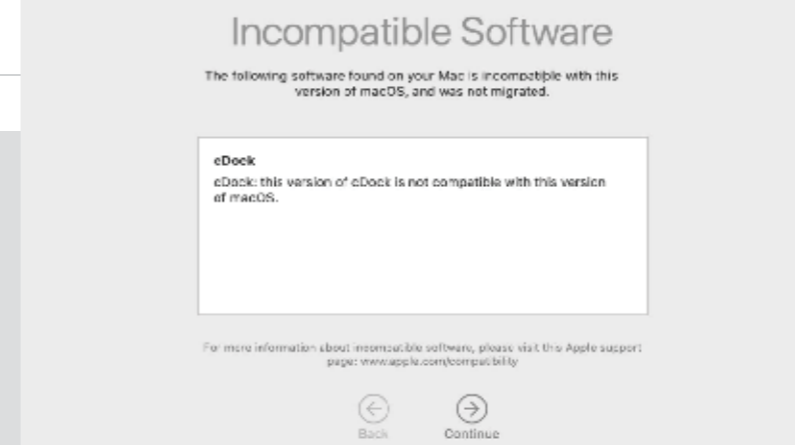 Incompatible Software
The following software found on your Mac is incompatible with this
version of macOS, and was not migrated.
cDock
cDock: this version of cDock is not compatible with this version
of macOS.
For more information about incompatible software, please visit this Apple support
page: www.apple.com/compatibility
Back
Continue